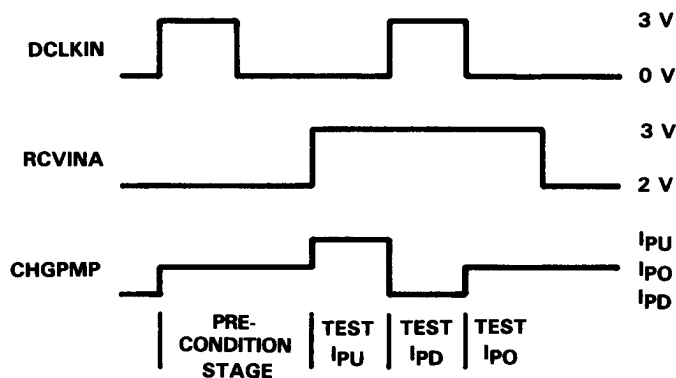 DCLKIN
3 V
0 V
RCVINA
3 V
2 V
CHGPMP
IPU
IPO
IPD
PRE-
CONDITION
STAGE
TEST
IPU
TEST
IPD
TEST
IPO